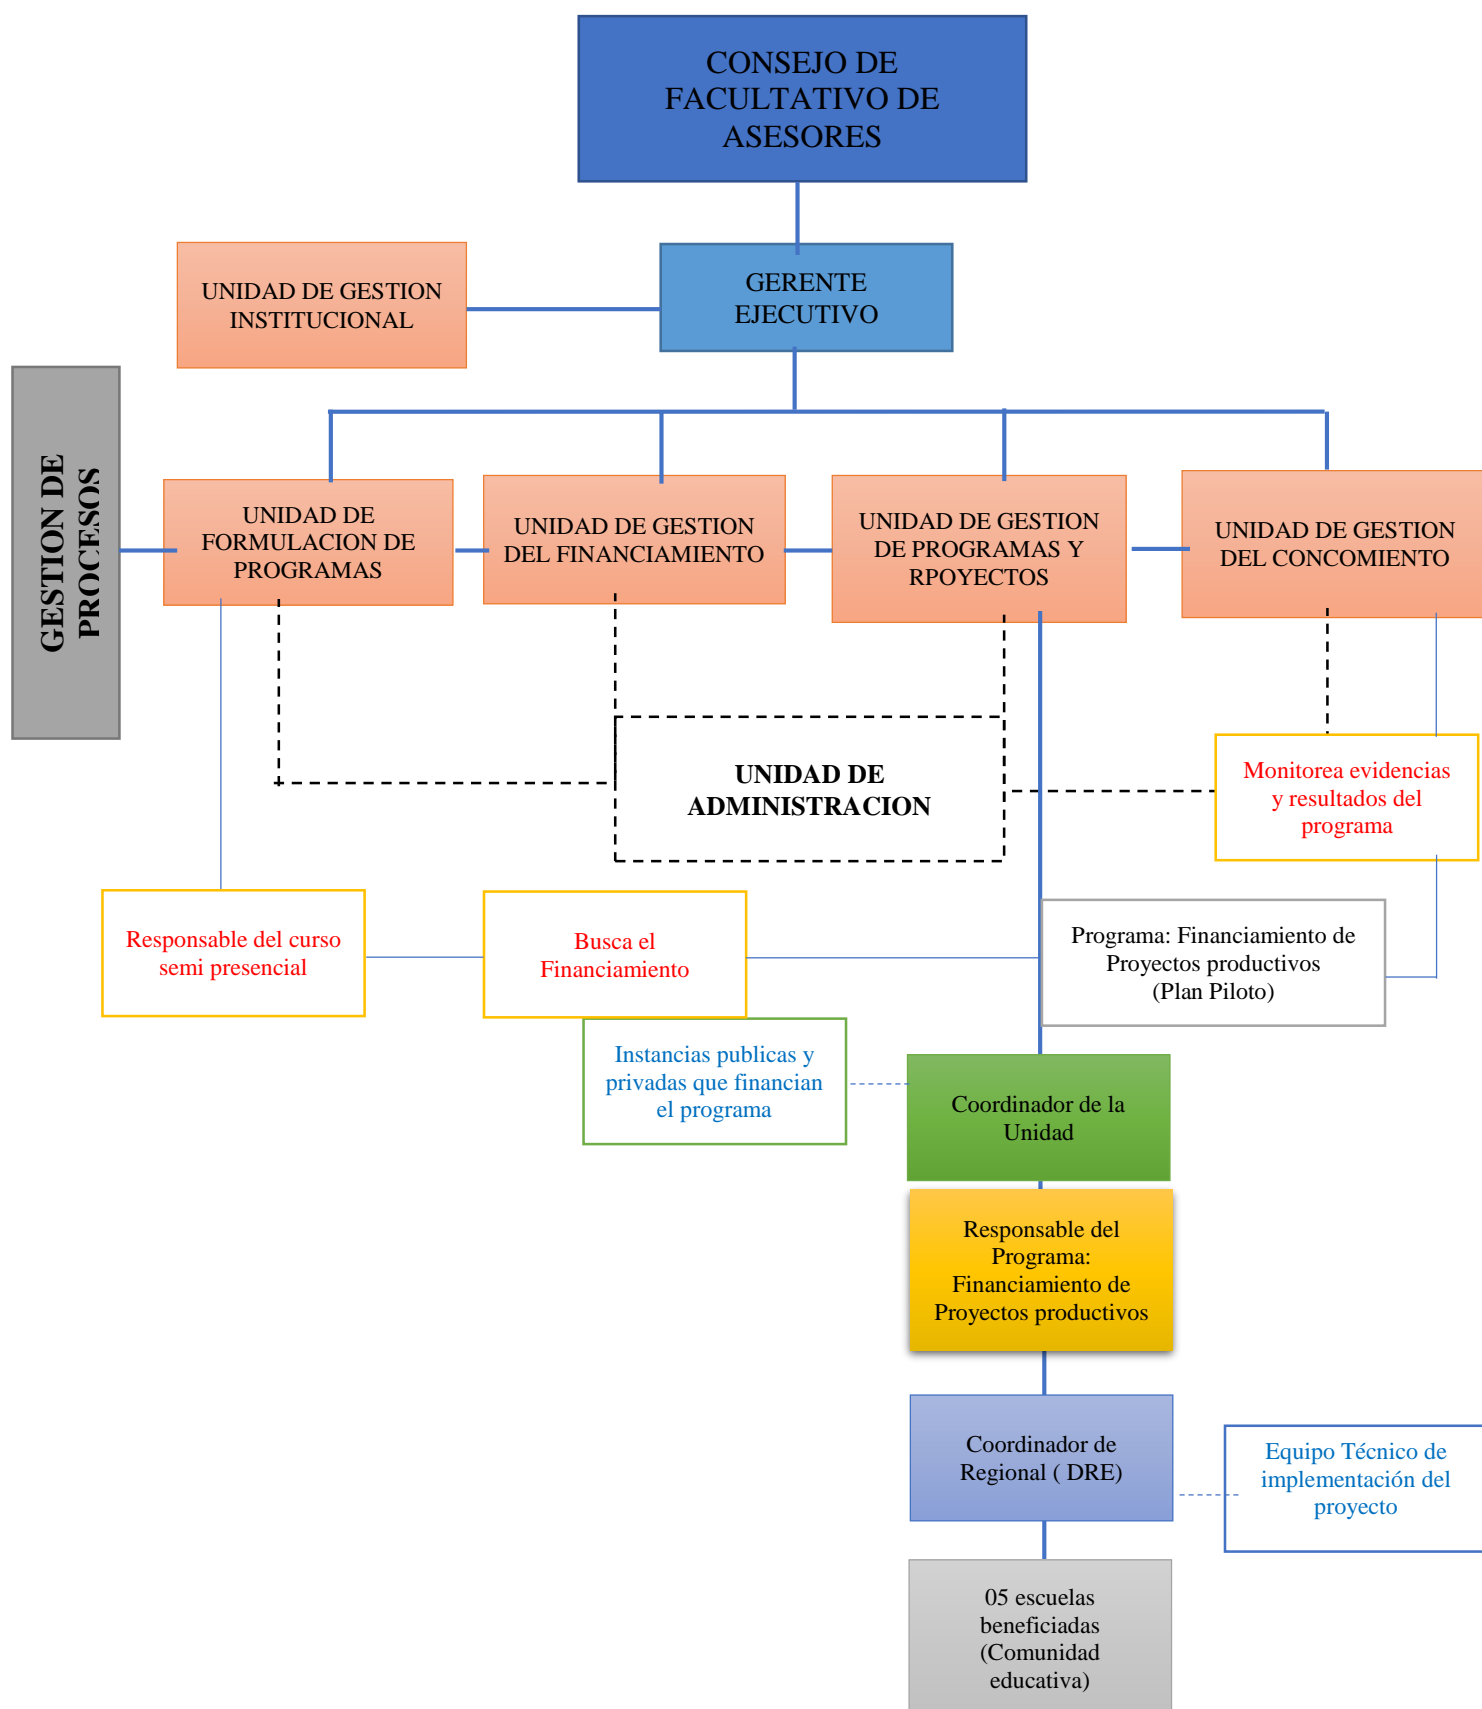 CONSEJO DE
FACULTATIVO DE
ASESORES
UNIDAD DE GESTION
INSTITUCIONAL
GERENTE
EJECUTIVO
GESTION DE
PROCESOS
UNIDAD DE
FORMULACION DE
PROGRAMAS
UNIDAD DE GESTION
DEL FINANCIAMIENTO
UNIDAD DE GESTION
DE PROGRAMAS Y
RPOYECTOS
UNIDAD DE GESTION
DEL CONCOMIENTO
UNIDAD DE
ADMINISTRACION
Monitorea evidencias
y resultados del
programa
Responsable del curso
semi presencial
Busca el
Financiamiento
Programa: Financiamiento de
Proyectos productivos
(Plan Piloto)
Instancias publicas y
privadas que financian
el programa
Coordinador de la
Unidad
Responsable del
Programa:
Financiamiento de
Proyectos productivos
Coordinador de
Regional ( DRE)
Equipo Técnico de
implementación del
proyecto
05 escuelas
beneficiadas
(Comunidad
educativa)